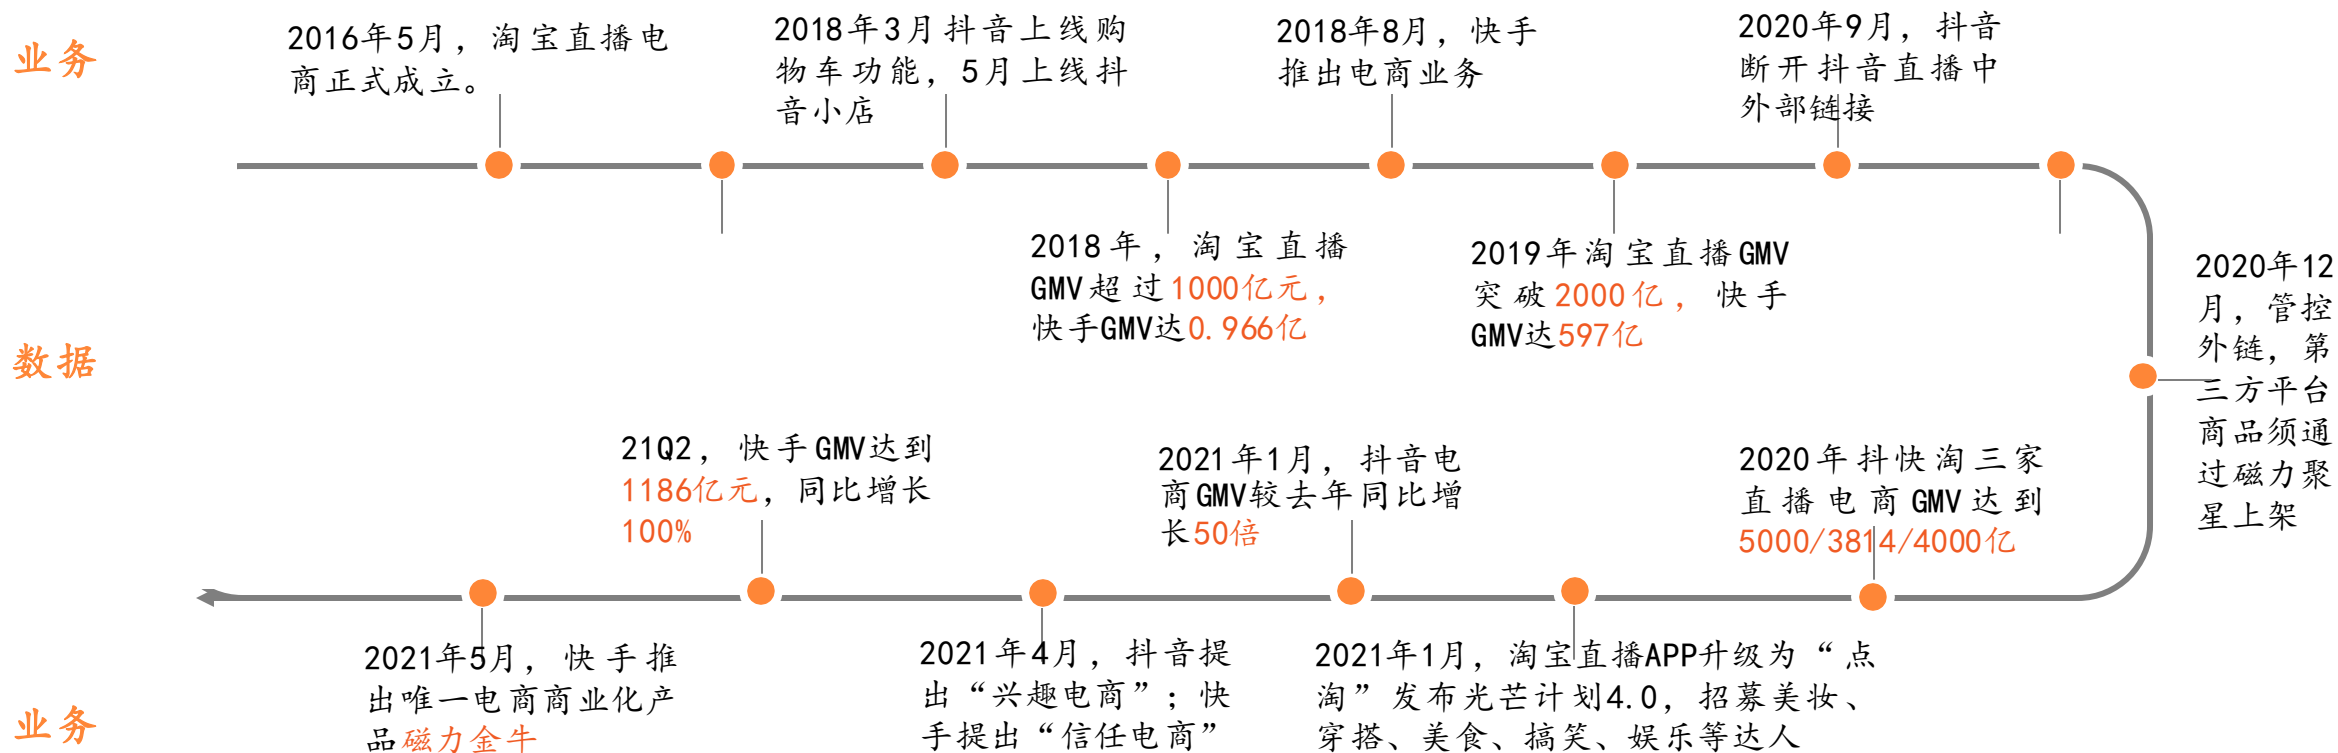 业务
2016年5月，淘宝直播电
商正式成立。
2018年3月抖音上线购
物车功能，5月上线抖
音小店
2018年8月，快手
推出电商业务
2020年9月，抖音
断开抖音直播中
外部链接
数据
2018年，淘宝直播
GMV超过1000亿元，
快手GMV达0.966亿
2019年淘宝直播GMV
突破2000亿，快手
GMV达597亿
2020年12
月，管控
外链，第
三方平台
商品须通
过磁力聚
星上架
21Q2，快手GMV达到
1186亿元，同比增长
100%
2021年1月，抖音电
商GMV较去年同比增
长50倍
2020年抖快淘三家
直播电商GMV达到
5000/3814/4000亿
业务
2021年5月，快手推
出唯一电商商业化产
品磁力金牛
2021年4月，抖音提
出“兴趣电商”；快
手提出“信任电商”
2021年1月，淘宝直播APP升级为“点
淘”发布光芒计划4.0，招募美妆、
穿搭、美食、搞笑、娱乐等达人